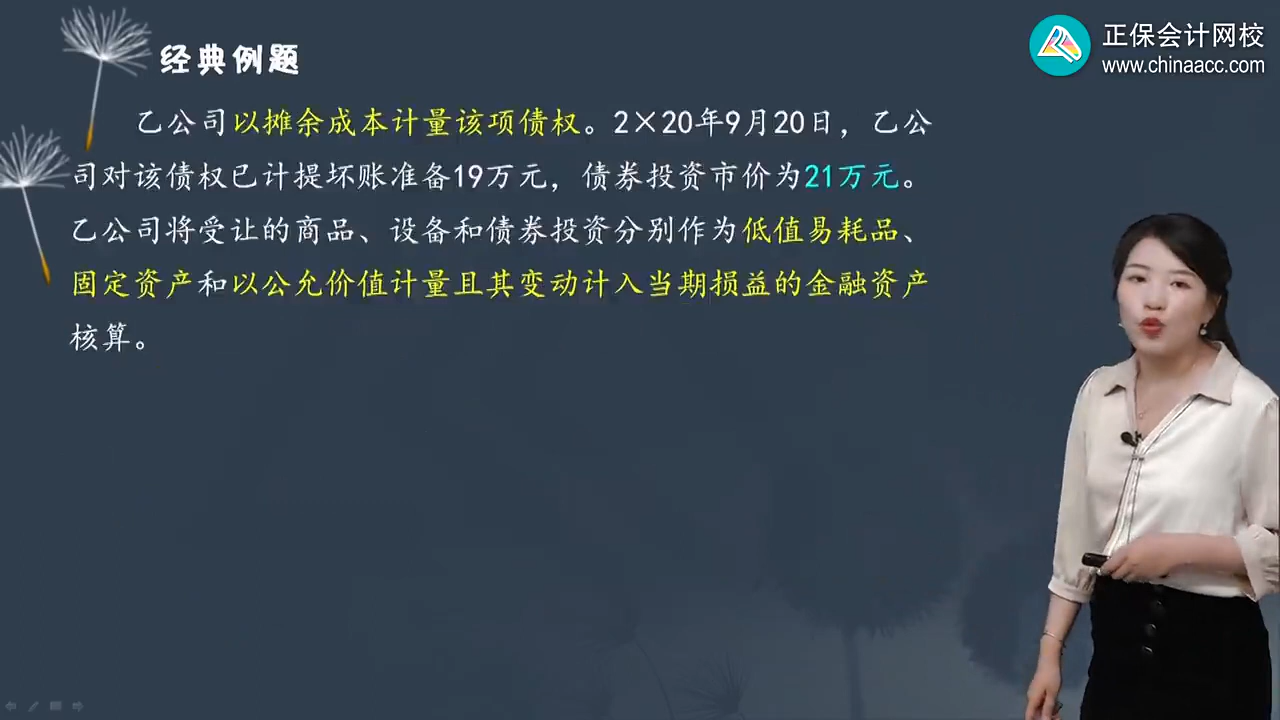 经典例题
正保会计网校
www.chinaacc.com
乙公司以摊余成本计量该项债权。2×20年9月20日，乙公
司对该债权已计提坏账准备19万元，债券投资市价为21万元。
乙公司将受让的商品、设备和债券投资分别作为低值易耗品、
固定资产和以公允价值计量且其变动计入当期损益的金融资产
核算。